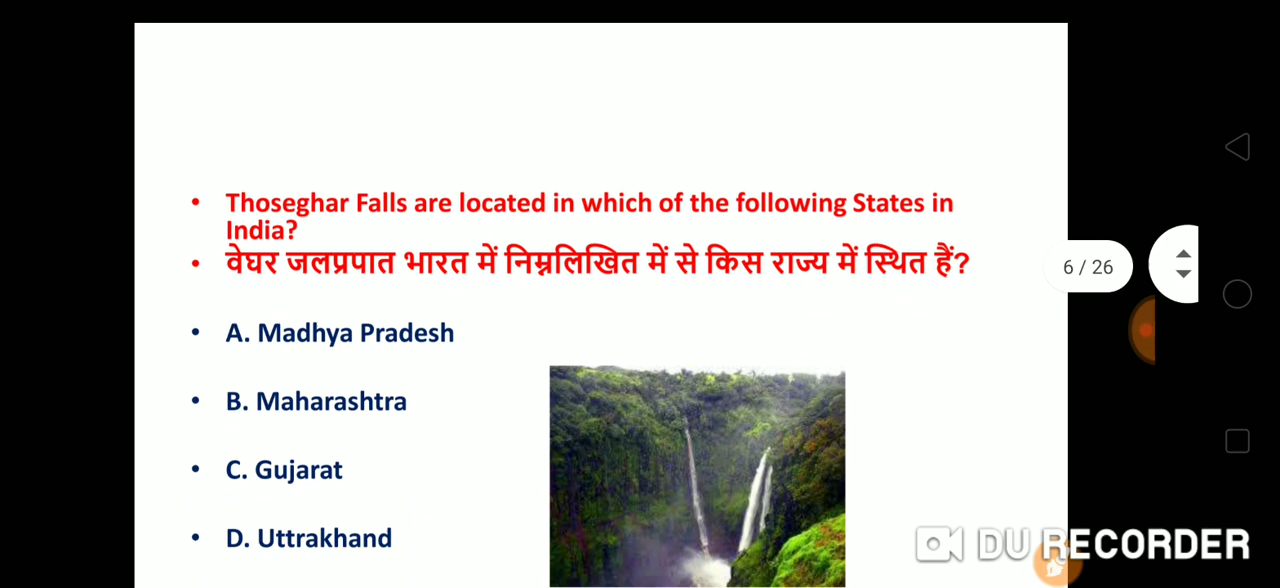 • Thoseghar Falls are located in which of the following States in
India?
• वेघर जलप्रपात भारत में निम्नलिखित में से किस राज्य में स्थित हैं?
6 / 26
• A. Madhya Pradesh
• B. Maharashtra
• C. Gujarat
• D. Uttrakhand
DU RECORDER